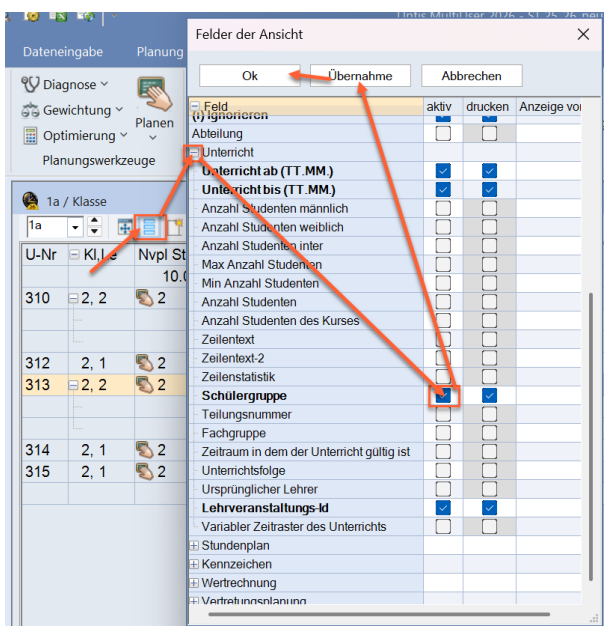 Untis MultiUser 2026 - ST 25 26 neu
Dateneingabe Planung
Diagnose
Gewichtung
Optimierung
Planen
Planungswerkzeuge
1a / Klasse
1a
U-Nr Kl,Le Nvpl St
10.0
310 2, 2 2
312 2, 1 2
313 2, 2 2
314 2, 1 2
315 2, 1 2
Felder der Ansicht
Ok Übernahme Abbrechen
Feld aktiv drucken Anzeige vor
(i) Ignorieren
Abteilung
Unterricht
Unterricht ab (TT.MM.)
Unterricht bis (TT.MM.)
Anzahl Studenten männlich
Anzahl Studenten weiblich
Anzahl Studenten inter
Max Anzahl Studenten
Min Anzahl Studenten
Anzahl Studenten
Anzahl Studenten des Kurses
Zeilentext
Zeilentext-2
Zeilenstatistik
Schülergruppe
Teilungsnummer
Fachgruppe
Zeitraum in dem der Unterricht gültig ist
Unterrichtsfolge
Ursprünglicher Lehrer
Lehrveranstaltungs-Id
Variabler Zeitraster des Unterrichts
Stundenplan
Kennzeichen
Wertrechnung
Vertretungsplanung